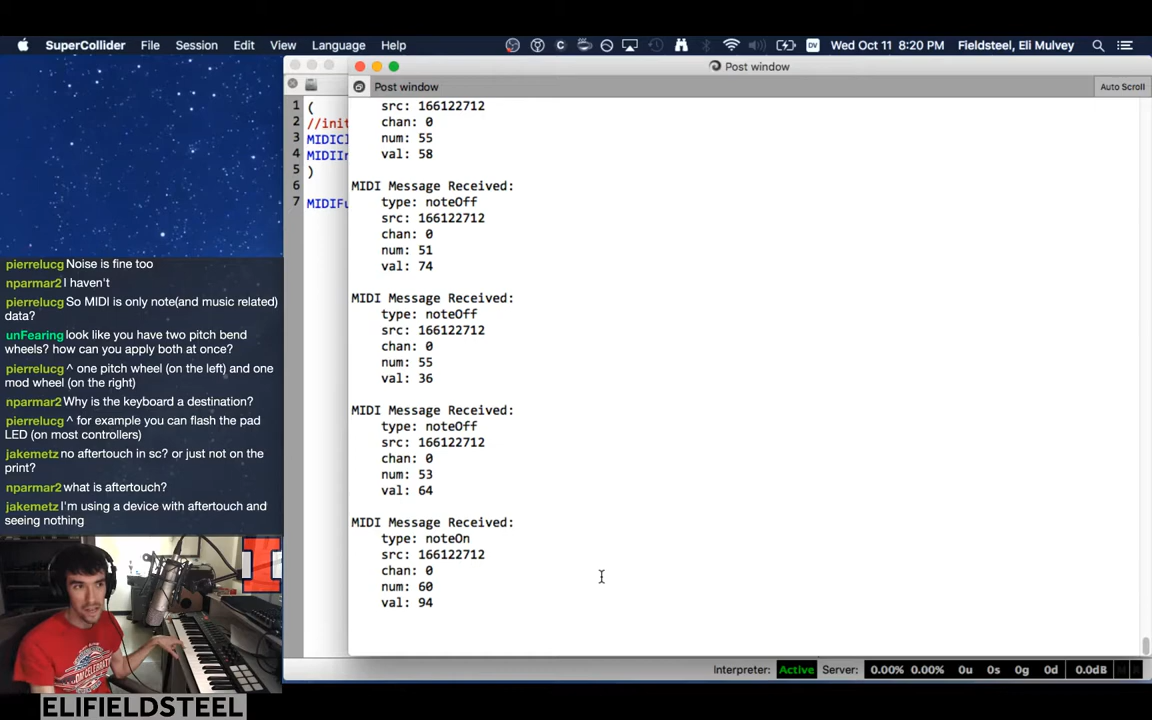 SuperCollider File Session Edit View Language Help Wed Oct 11 8:20 PM Fieldsteel, Eli Mulvey
Post window
Post window Auto Scroll
1 (
2 //init
3 MIDICl
4 MIDIIn
5 )
6
7 MIDIFu
src: 166122712
chan: 0
num: 55
val: 58
MIDI Message Received:
type: noteOff
src: 166122712
chan: 0
num: 51
val: 74
MIDI Message Received:
type: noteOff
src: 166122712
chan: 0
num: 55
val: 36
MIDI Message Received:
type: noteOff
src: 166122712
chan: 0
num: 53
val: 64
MIDI Message Received:
type: noteOn
src: 166122712
chan: 0
num: 60
val: 94
pierrelucg Noise is fine too
nparmar2 I haven't
pierrelucg So MIDI is only note(and music related)
data?
unFearing look like you have two pitch bend
wheels? how can you apply both at once?
pierrelucg ^ one pitch wheel (on the left) and one
mod wheel (on the right)
nparmar2 Why is the keyboard a destination?
pierrelucg ^ for example you can flash the pad
LED (on most controllers)
jakemetz no aftertouch in sc? or just not on the
print?
nparmar2 what is aftertouch?
jakemetz I'm using a device with aftertouch and
seeing nothing
Interpreter: Active Server: 0.00% 0.00% 0u 0s 0g 0d 0.0dB
ELIFIELDSTEEL